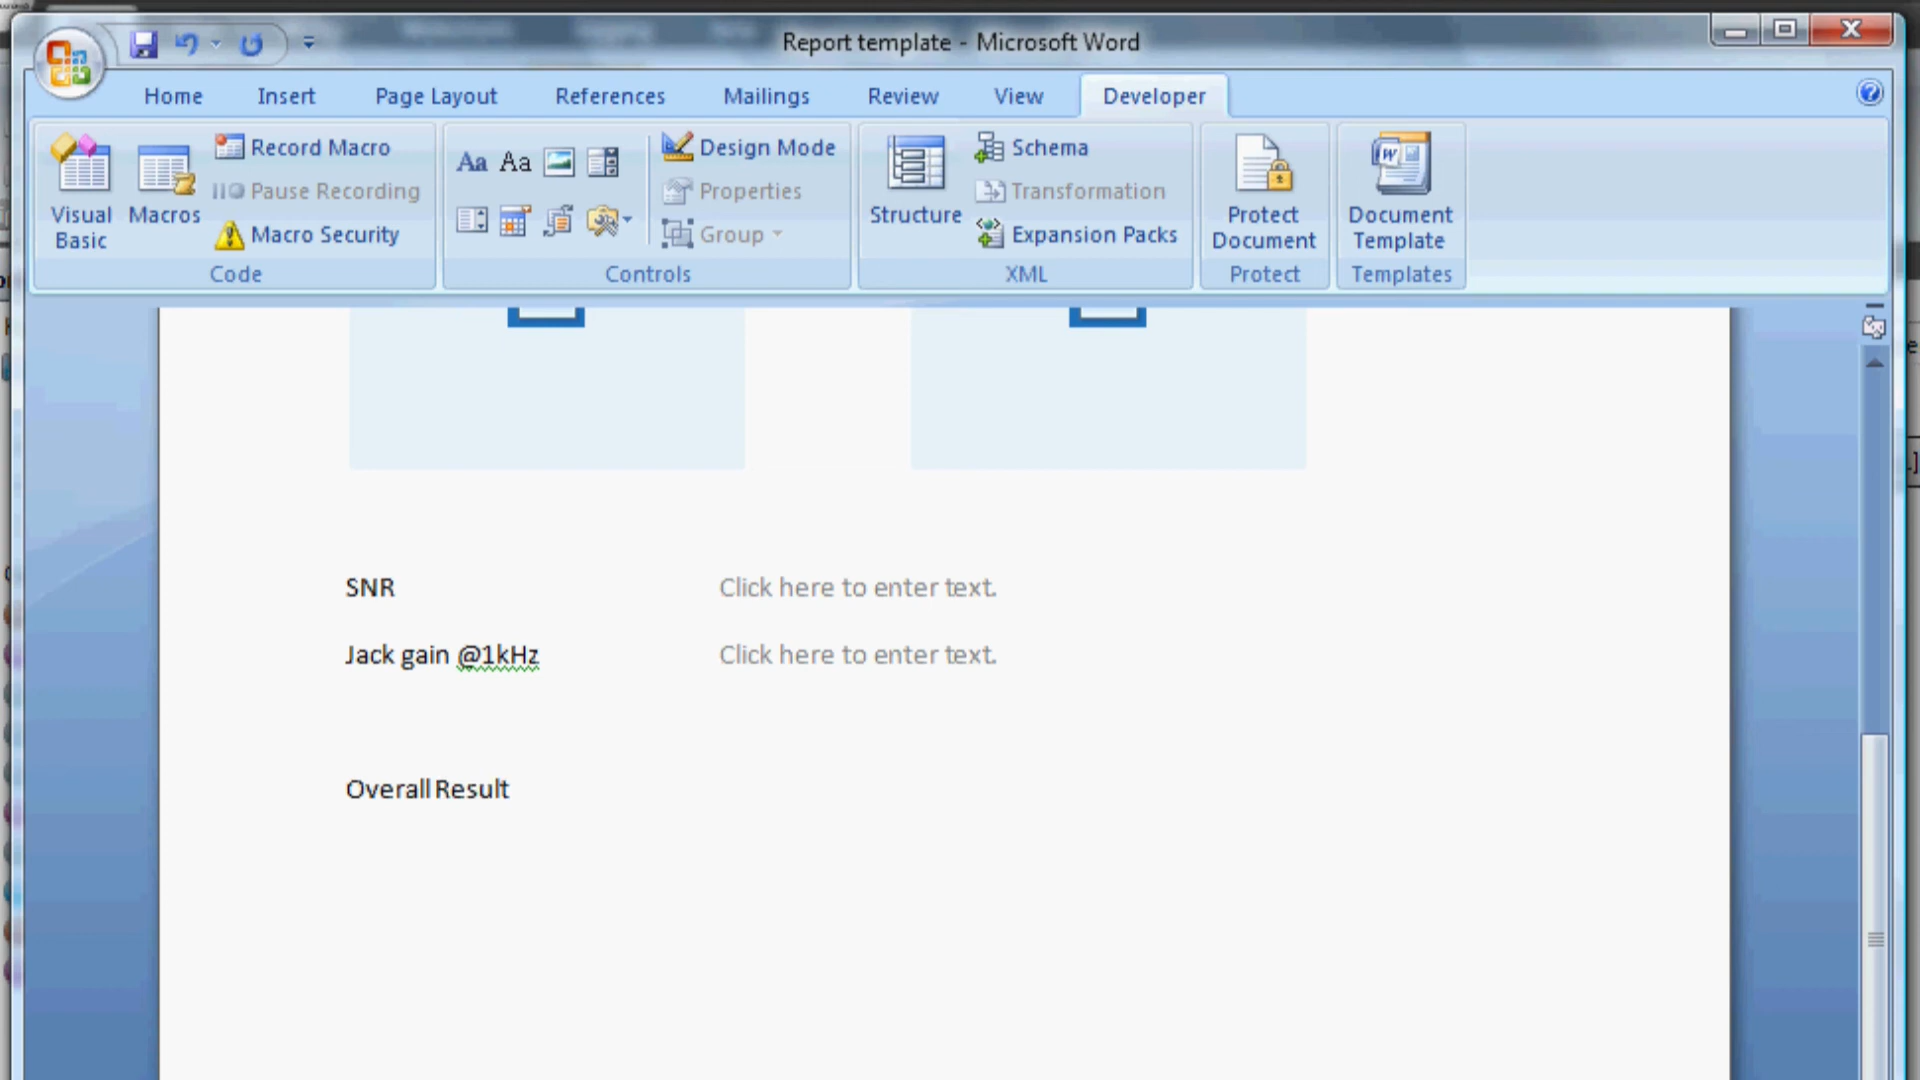 Report template - Microsoft Word
Home Insert Page Layout References Mailings Review View Developer
Visual Basic
Macros
Record Macro
Pause Recording
Macro Security
Code
Aa Aa
Design Mode
Properties
Group
Controls
Structure
Schema
Transformation
Expansion Packs
XML
Protect Document
Protect
Document Template
Templates
SNR Click here to enter text.
Jack gain @1kHz Click here to enter text.
Overall Result